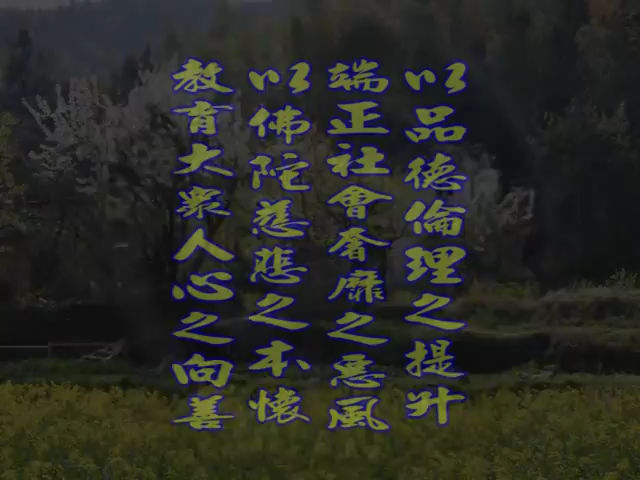 以品德倫理之提升
端正社會奢靡之惡風
以佛陀慈悲之本懷
教育大眾人心之向善